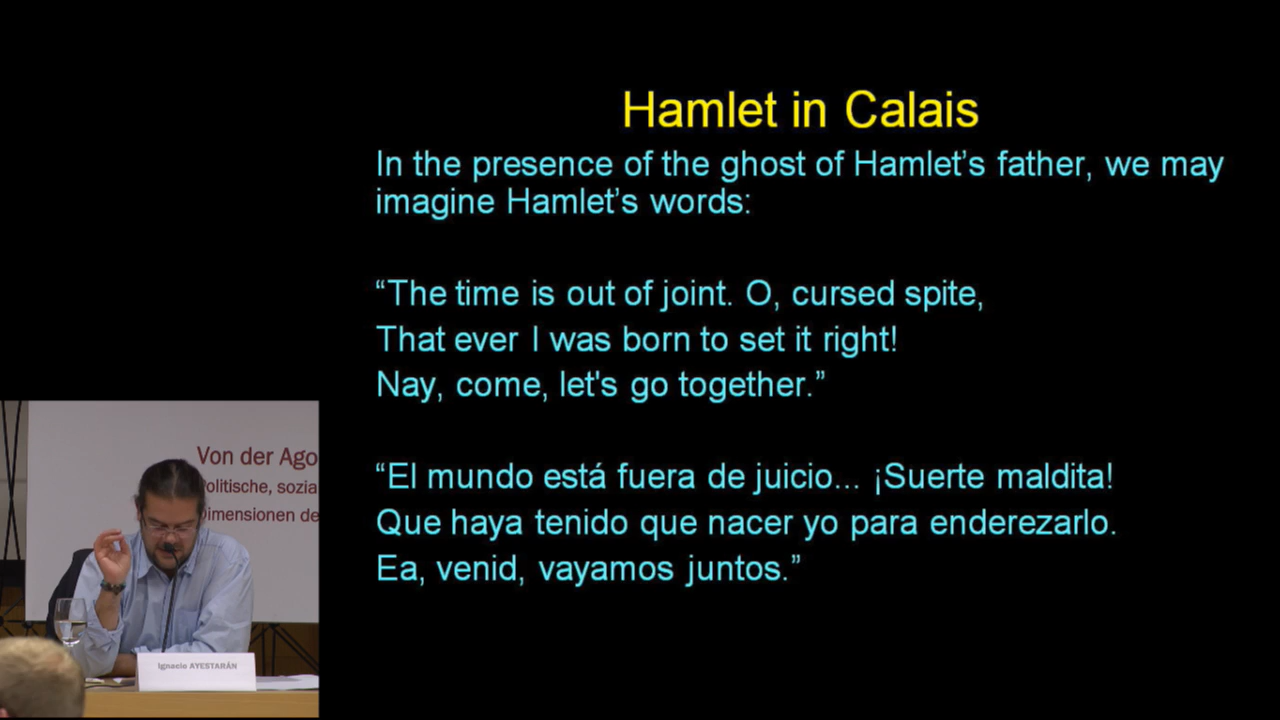 Hamlet in Calais
In the presence of the ghost of Hamlet’s father, we may
imagine Hamlet’s words:
“The time is out of joint. O, cursed spite,
That ever I was born to set it right!
Nay, come, let's go together.”
“El mundo está fuera de juicio... ¡Suerte maldita!
Que haya tenido que nacer yo para enderezarlo.
Ea, venid, vayamos juntos.”
Von der Ago
olitische, sozia
imensionen de
Ignacio AYESTARÁN